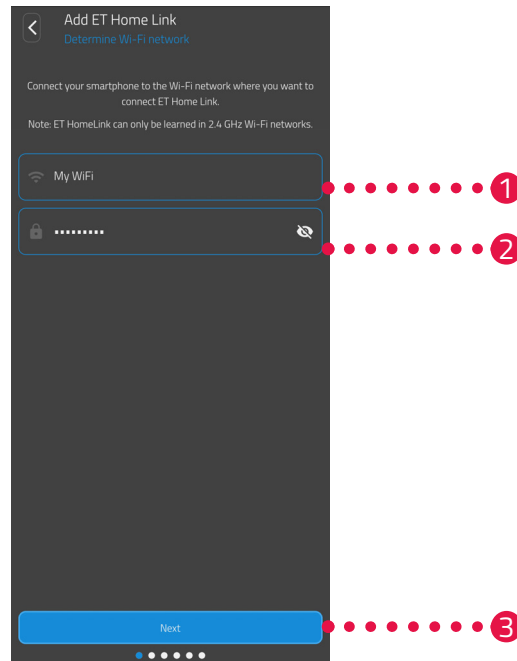 Add ET Home Link
Determine Wi-Fi network
Connect your smartphone to the Wi-Fi network where you want to
connect ET Home Link.
Note: ET HomeLink can only be learned in 2.4 GHz Wi-Fi networks.
My WiFi
1
•••••••••
2
Next
3